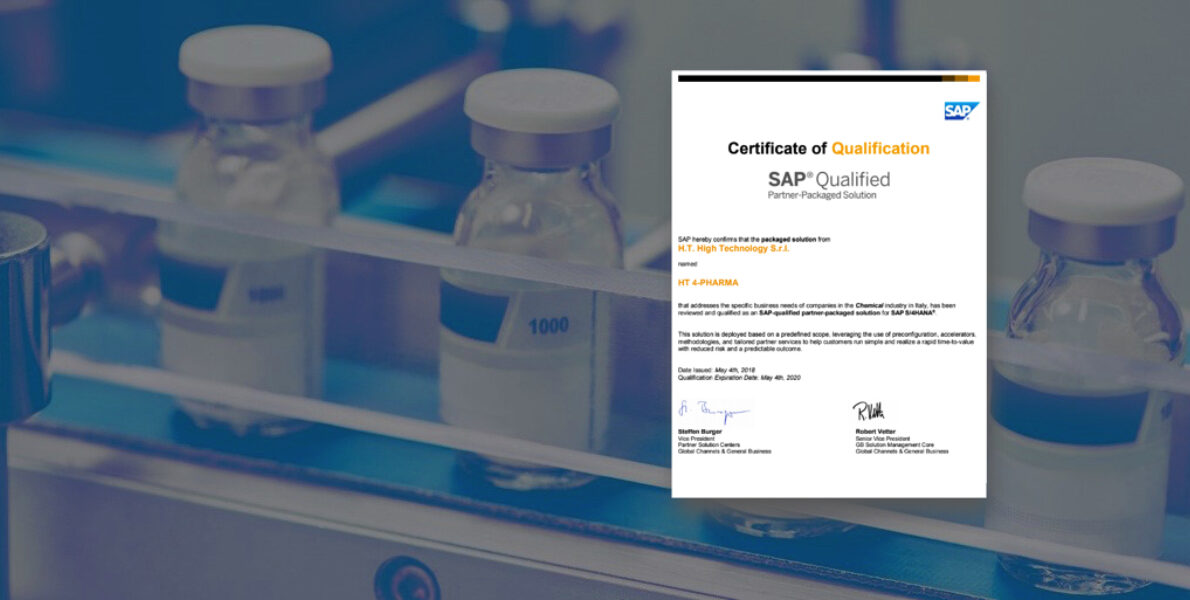 SAP
Certificate of Qualification
SAP® Qualified
Partner-Packaged Solution
SAP hereby confirms that the packaged solution from
H.T. High Technology S.r.l.
named
HT 4-PHARMA
that addresses the specific business needs of companies in the Chemical industry in Italy, has been
reviewed and qualified as an SAP-qualified partner-packaged solution for SAP S/4HANA®.
This solution is deployed based on a predefined scope, leveraging the use of preconfiguration, accelerators,
methodologies, and tailored partner services to help customers run simple and realize a rapid time-to-value
with reduced risk and a predictable outcome.
Date Issued: May 4th, 2018
Qualification Expiration Date: May 4th, 2020
Steffen Burger
Vice President
Partner Solution Centers
Global Channels & General Business
Robert Vetter
Senior Vice President
GB Solution Management Core
Global Channels & General Business
1000
1000